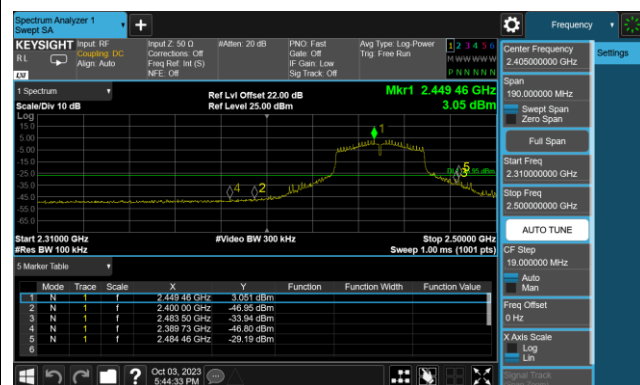 Spectrum Analyzer 1
Swept SA
Frequency
KEYSIGHT
RL
LXI
Input: RF
Coupling: DC
Align: Auto
Input Z: 50 Ω
Corrections: Off
Freq Ref: Int (S)
NFE: Off
#Atten: 20 dB
PNO: Fast
Gate: Off
IF Gain: Low
Sig Track: Off
Avg Type: Log-Power
Trig: Free Run
1 2 3 4 5 6
M W W W W W
P N N N N N
Center Frequency
2.405000000 GHz
Settings
Span
190.000000 MHz
Swept Span
Zero Span
Full Span
Start Freq
2.310000000 GHz
Stop Freq
2.500000000 GHz
AUTO TUNE
CF Step
19.000000 MHz
Auto
Man
Freq Offset
0 Hz
X Axis Scale
Log
Lin
Signal Track
1 Spectrum
Scale/Div 10 dB
Ref Lvl Offset 22.00 dB
Ref Level 25.00 dBm
Mkr1 2.449 46 GHz
3.05 dBm
Log
15.0
5.00
-5.00
-15.0
-25.0
-35.0
-45.0
-55.0
-65.0
1
2
4
5
3
Start 2.31000 GHz
#Res BW 100 kHz
#Video BW 300 kHz
Stop 2.50000 GHz
Sweep 1.00 ms (1001 pts)
5 Marker Table
Mode Trace Scale X Y Function Function Width Function Value
1 N 1 f 2.449 46 GHz 3.051 dBm
2 N 1 f 2.400 00 GHz -46.95 dBm
3 N 1 f 2.483 50 GHz -33.94 dBm
4 N 1 f 2.389 73 GHz -46.80 dBm
5 N 1 f 2.484 46 GHz -29.19 dBm
6
Oct 03, 2023
5:44:33 PM